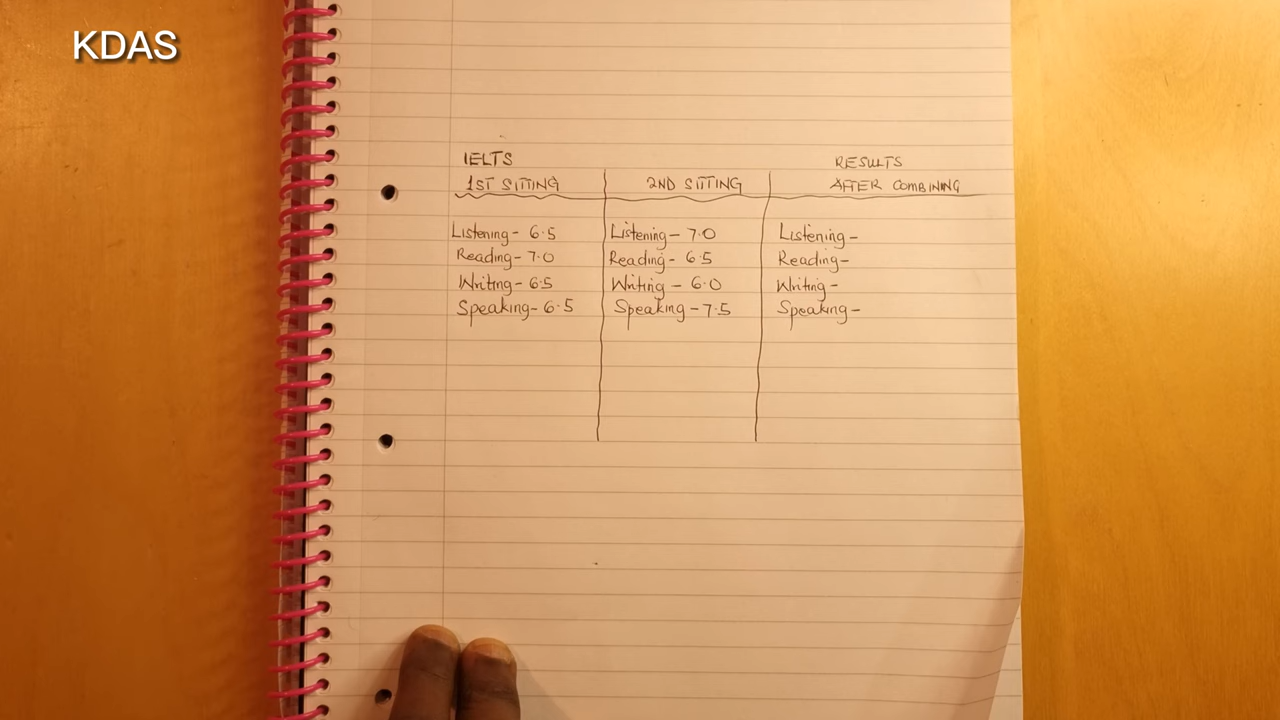 KDAS
IELTS
1ST SITTING
Listening - 6.5
Reading - 7.0
Writing - 6.5
Speaking - 6.5
2ND SITTING
Listening - 7.0
Reading - 6.5
Writing - 6.0
Speaking - 7.5
RESULTS
AFTER COMBINING
Listening -
Reading -
Writing -
Speaking -